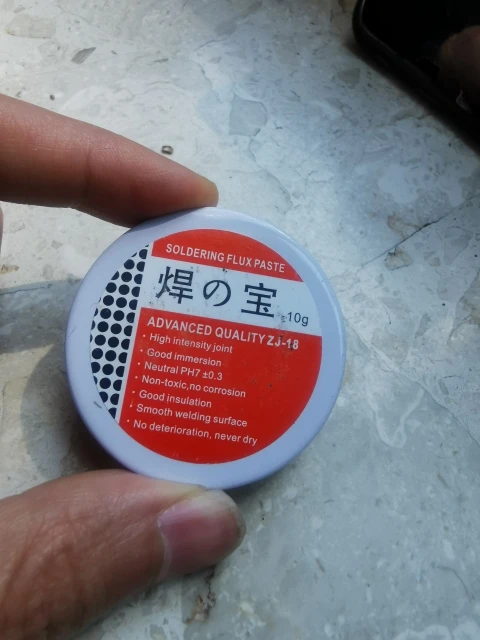 SOLDERING FLUX PASTE
焊の宝 10g
ADVANCED QUALITY ZJ-18
· High intensity joint
· Good immersion
· Neutral PH7 ±0.3
· Non-toxic,no corrosion
· Good insulation
· Smooth welding surface
· No deterioration, never dry